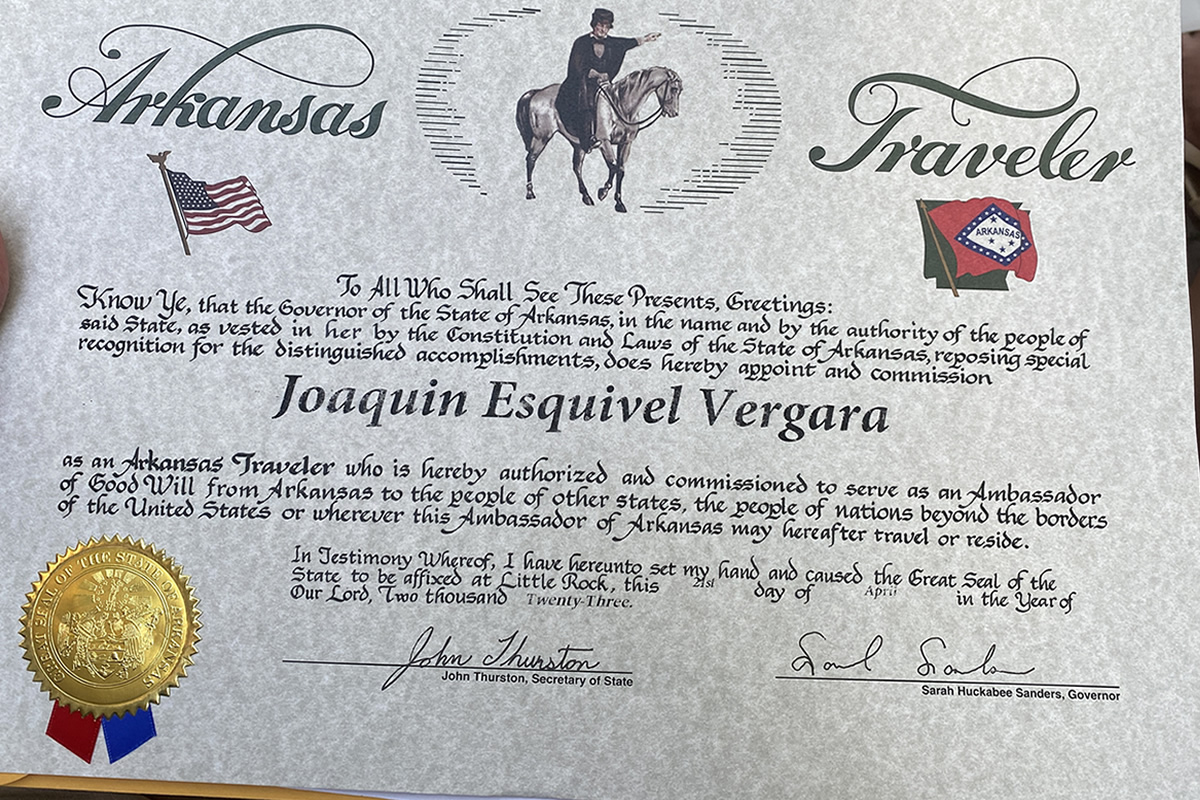 Arkansas Traveler
ARKANSAS
To All Who Shall See These Presents, Greetings:
Know Ye, that the Governor of the State of Arkansas, in the name and by the authority of the people of
said State, as vested in her by the Constitution and Laws of the State of Arkansas, reposing special
recognition for the distinguished accomplishments, does hereby appoint and commission
Joaquin Esquivel Vergara
as an Arkansas Traveler who is hereby authorized and commissioned to serve as an Ambassador
of Good Will from Arkansas to the people of other states, the people of nations beyond the borders
of the United States or wherever this Ambassador of Arkansas may hereafter travel or reside.
In Testimony Whereof, I have hereunto set my hand and caused the Great Seal of the
State to be affixed at Little Rock, this 21st day of April in the Year of
Our Lord, Two thousand Twenty-Three.
GREAT SEAL OF THE STATE OF ARKANSAS
John Thurston
John Thurston, Secretary of State
Sarah Huckabee Sanders, Governor